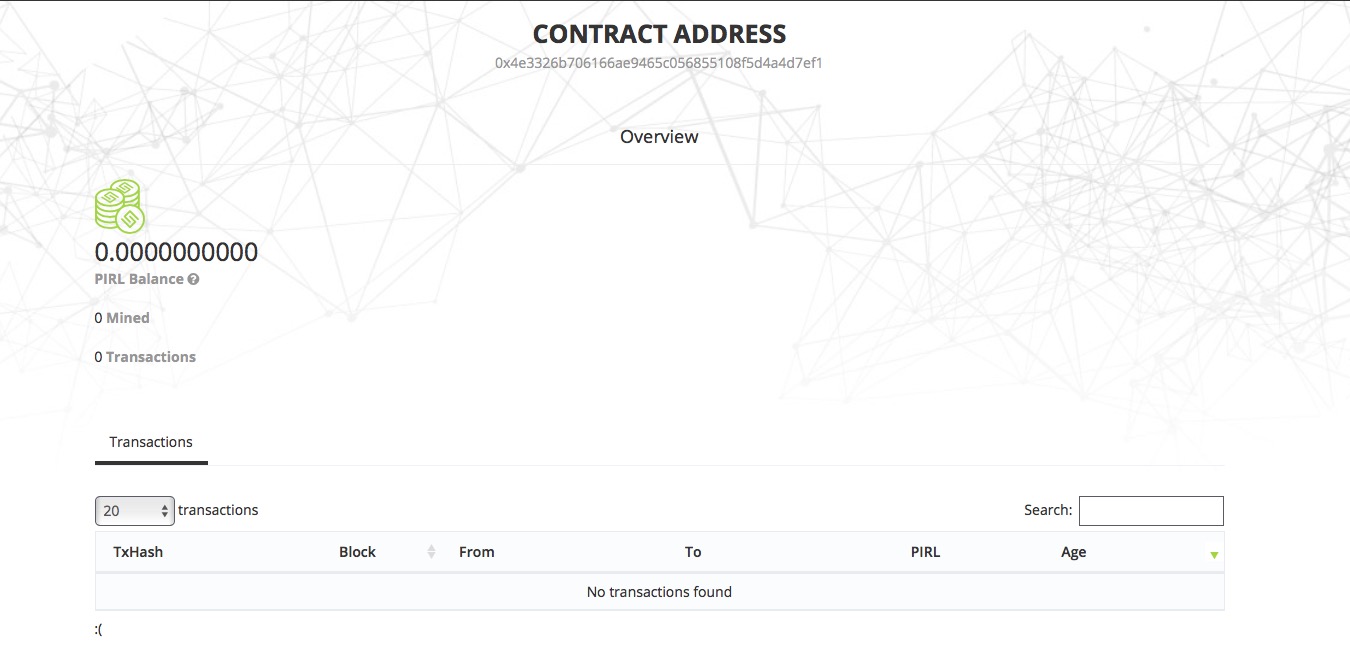 CONTRACT ADDRESS
0x4e3326b706166ae9465c056855108f5d4a4d7ef1
Overview
0.0000000000
PIRL Balance ?
0 Mined
0 Transactions
Transactions
20 transactions Search:
TxHash Block From To PIRL Age
No transactions found
:(